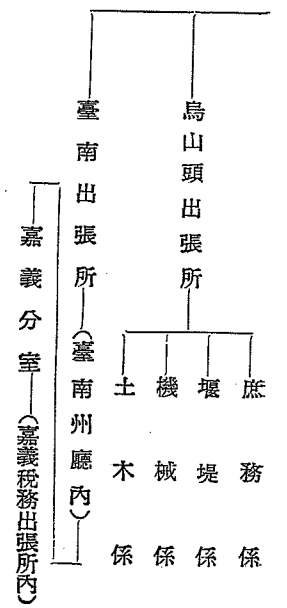 烏山頭出張所
庶務係
堰堤係
機械係
土木係
臺南出張所(臺南州廳內)
嘉義分室(嘉義稅務出張所內)